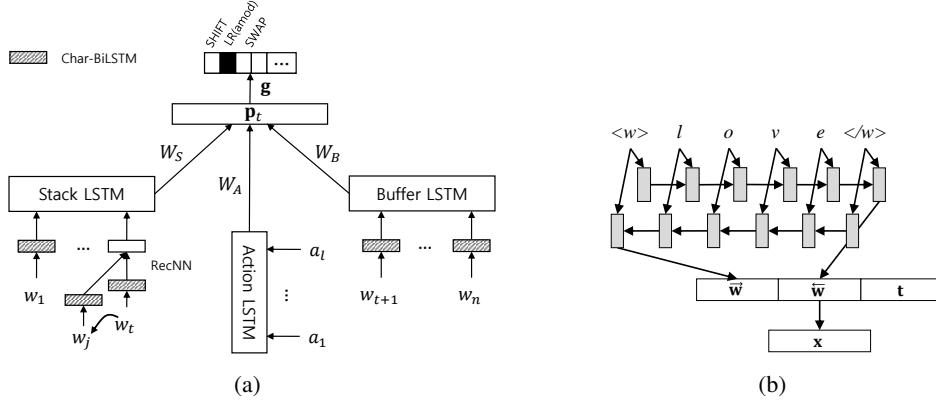 SHIFT
LR(amod)
SWAP
Char-BiLSTM
...
g
p_t
W_S
W_A
W_B
Stack LSTM
Buffer LSTM
...
RecNN
Action LSTM
a_l
...
a_1
...
w_1
w_j
w_t
w_{t+1}
w_n
(a)
<w> l o v e </w>
w→ w← t
x
(b)